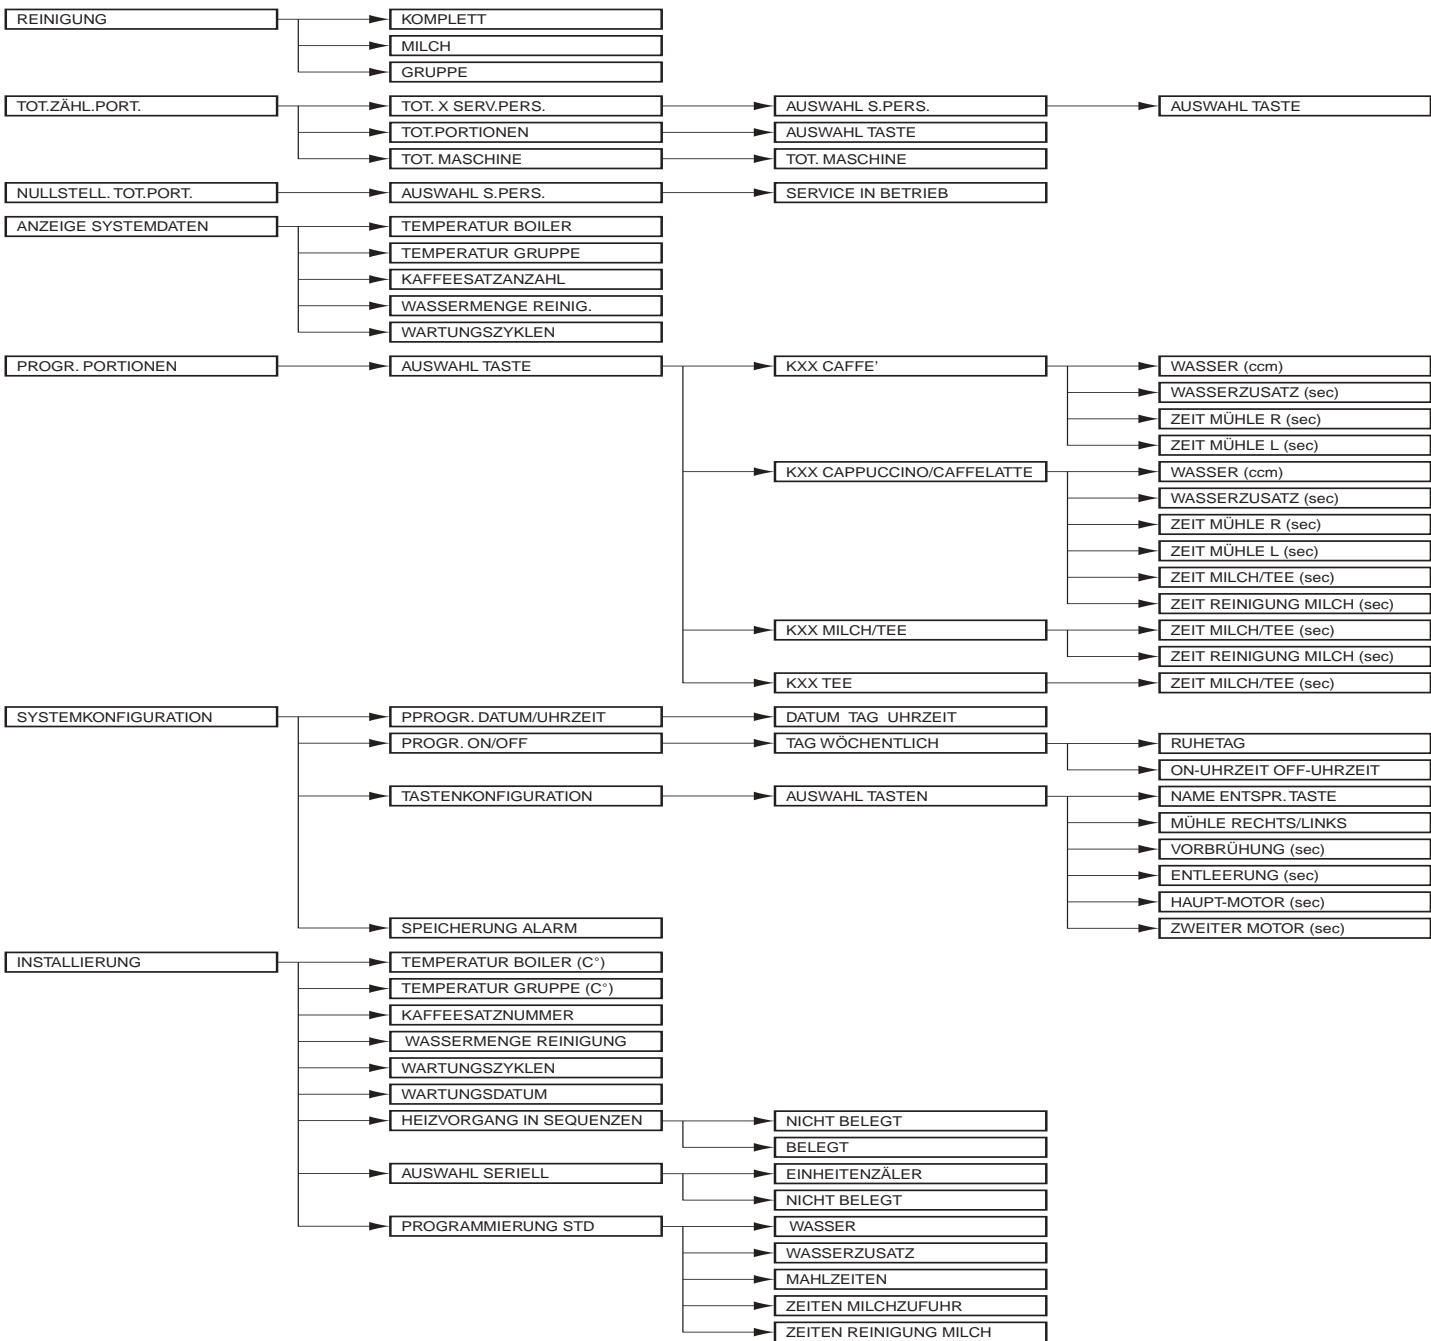 REINIGUNG
KOMPLETT
MILCH
GRUPPE
TOT.ZÄHL.PORT.
TOT. X SERV.PERS.
AUSWAHL S.PERS.
AUSWAHL TASTE
TOT.PORTIONEN
AUSWAHL TASTE
TOT. MASCHINE
TOT. MASCHINE
NULLSTELL. TOT.PORT.
AUSWAHL S.PERS.
SERVICE IN BETRIEB
ANZEIGE SYSTEMDATEN
TEMPERATUR BOILER
TEMPERATUR GRUPPE
KAFFEESATZANZAHL
WASSERMENGE REINIG.
WARTUNGSZYKLEN
PROGR. PORTIONEN
AUSWAHL TASTE
KXX CAFFE'
WASSER (ccm)
WASSERZUSATZ (sec)
ZEIT MÜHLE R (sec)
ZEIT MÜHLE L (sec)
KXX CAPPUCCINO/CAFFELATTE
WASSER (ccm)
WASSERZUSATZ (sec)
ZEIT MÜHLE R (sec)
ZEIT MÜHLE L (sec)
ZEIT MILCH/TEE (sec)
ZEIT REINIGUNG MILCH (sec)
KXX MILCH/TEE
ZEIT MILCH/TEE (sec)
ZEIT REINIGUNG MILCH (sec)
KXX TEE
ZEIT MILCH/TEE (sec)
SYSTEMKONFIGURATION
PPROGR. DATUM/UHRZEIT
DATUM TAG UHRZEIT
PROGR. ON/OFF
TAG WÖCHENTLICH
RUHETAG
ON-UHRZEIT OFF-UHRZEIT
TASTENKONFIGURATION
AUSWAHL TASTEN
NAME ENTSPR. TASTE
MÜHLE RECHTS/LINKS
VORBRÜHUNG (sec)
ENTLEERUNG (sec)
HAUPT-MOTOR (sec)
ZWEITER MOTOR (sec)
SPEICHERUNG ALARM
INSTALLIERUNG
TEMPERATUR BOILER (C°)
TEMPERATUR GRUPPE (C°)
KAFFEESATZNUMMER
WASSERMENGE REINIGUNG
WARTUNGSZYKLEN
WARTUNGSDATUM
HEIZVORGANG IN SEQUENZEN
NICHT BELEGT
BELEGT
AUSWAHL SERIELL
EINHEITENZÄLER
NICHT BELEGT
PROGRAMMIERUNG STD
WASSER
WASSERZUSATZ
MAHLZEITEN
ZEITEN MILCHZUFUHR
ZEITEN REINIGUNG MILCH